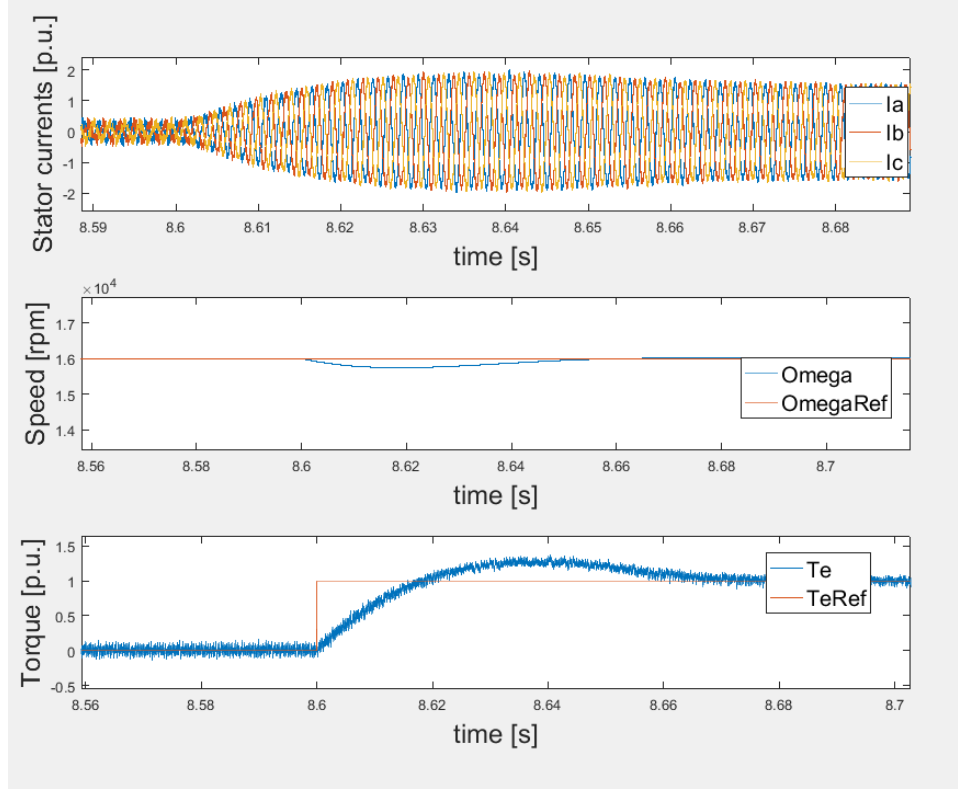 Stator currents [p.u.]
2
1
0
-1
-2
8.59 8.6 8.61 8.62 8.63 8.64 8.65 8.66 8.67 8.68
time [s]
Ia
Ib
Ic
×10⁴
Speed [rpm]
1.7
1.6
1.5
1.4
8.56 8.58 8.6 8.62 8.64 8.66 8.68 8.7
time [s]
Omega
OmegaRef
Torque [p.u.]
1.5
1
0.5
0
-0.5
8.56 8.58 8.6 8.62 8.64 8.66 8.68 8.7
time [s]
Te
TeRef